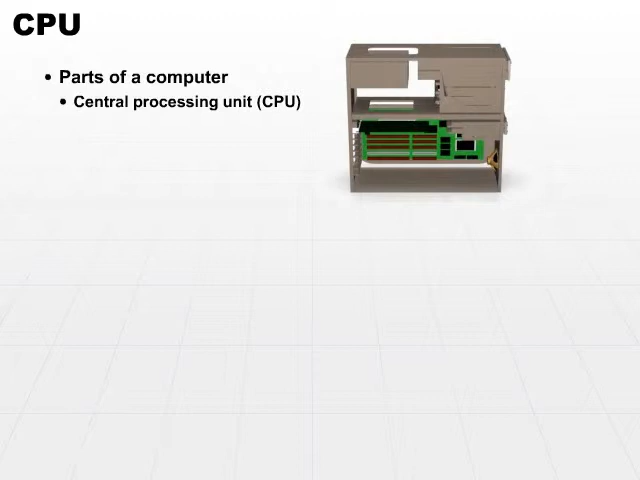 CPU
• Parts of a computer
• Central processing unit (CPU)